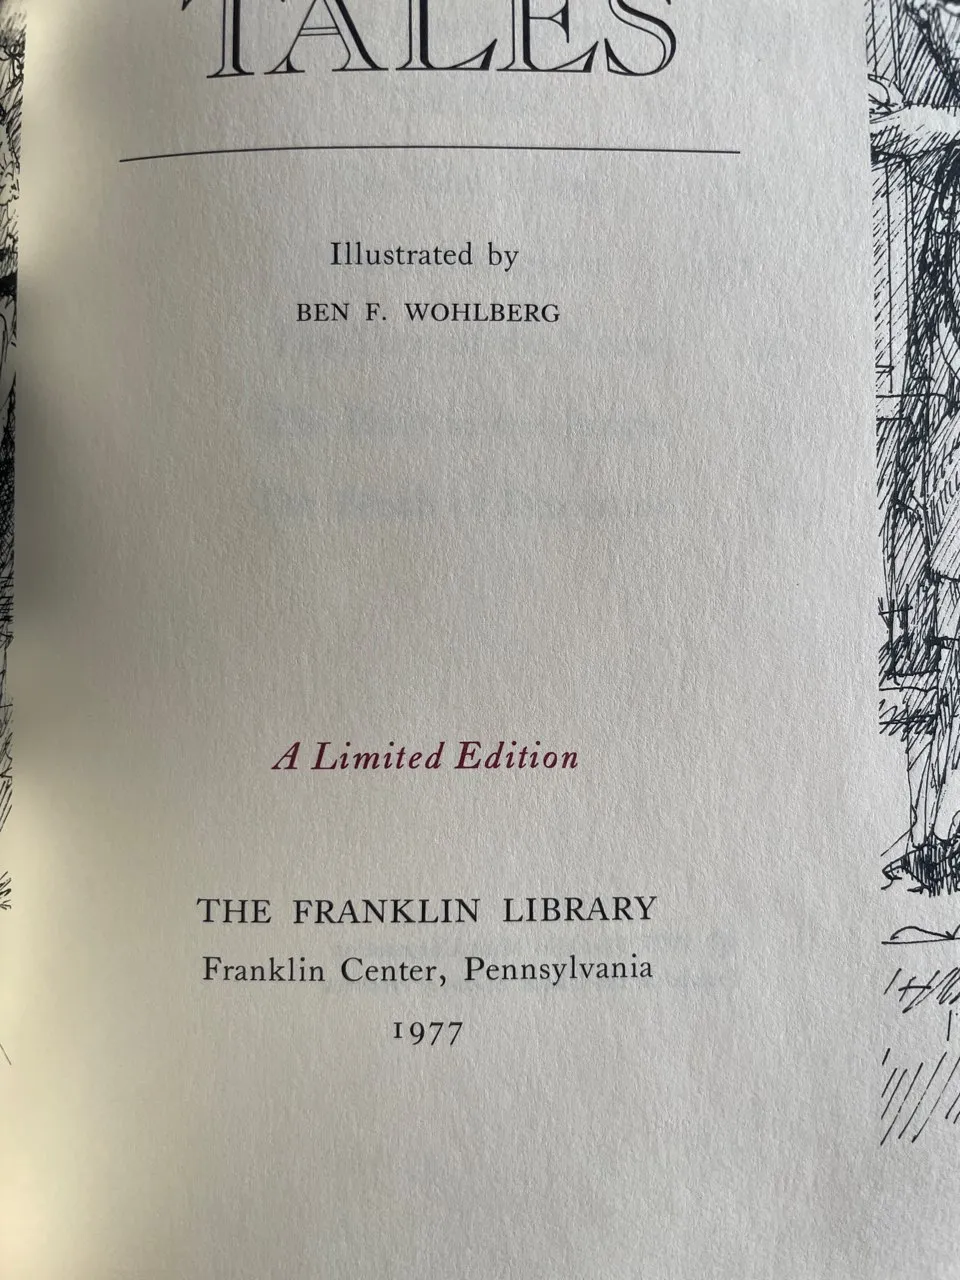 TALES
Illustrated by
BEN F. WOHLBERG
A Limited Edition
THE FRANKLIN LIBRARY
Franklin Center, Pennsylvania
1977